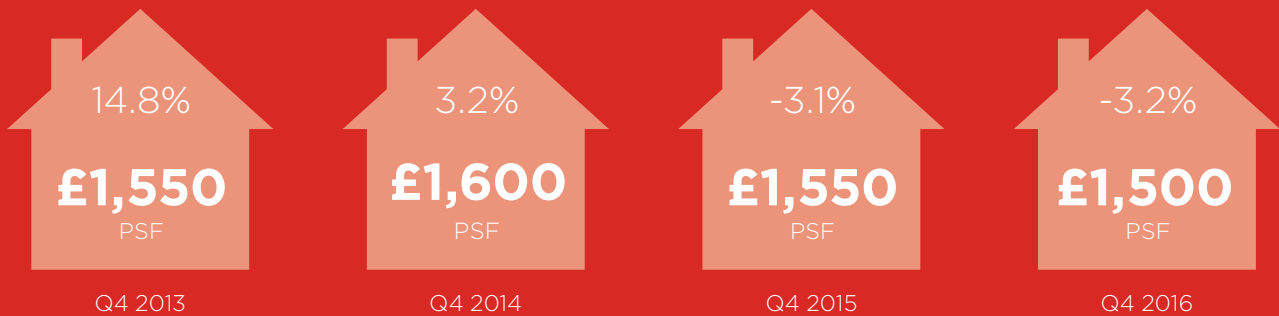 14.8%
£1,550
PSF
Q4 2013
3.2%
£1,600
PSF
Q4 2014
-3.1%
£1,550
PSF
Q4 2015
-3.2%
£1,500
PSF
Q4 2016